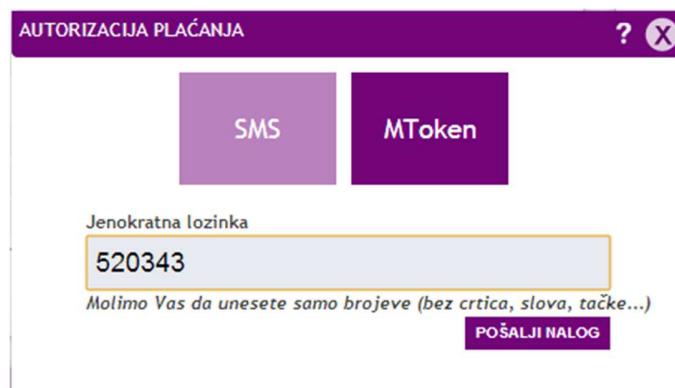 AUTORIZACIJA PLAĆANJA ? X
SMS MToken
Jenokratna lozinka
520343
Molimo Vas da unesete samo brojeve (bez crtica, slova, tačke...)
POŠALJI NALOG